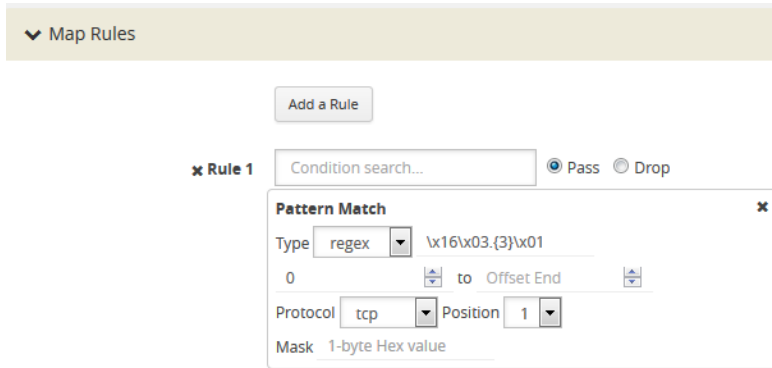 Map Rules
Add a Rule
Rule 1 Condition search... Pass Drop
Pattern Match
Type regex \x16\x03.{3}\x01
0 to Offset End
Protocol tcp Position 1
Mask 1-byte Hex value